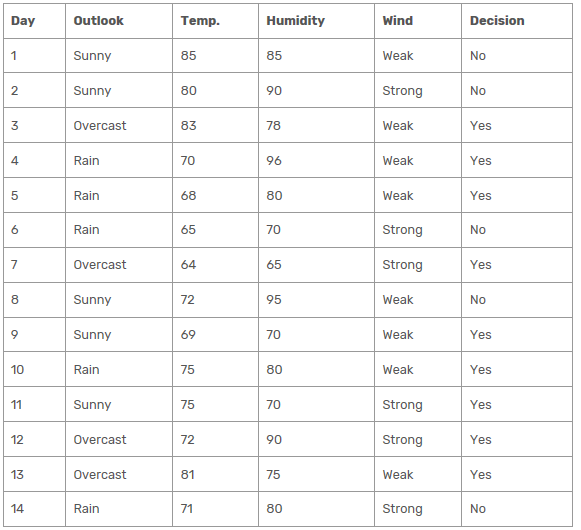 Day Outlook Temp. Humidity Wind Decision
1 Sunny 85 85 Weak No
2 Sunny 80 90 Strong No
3 Overcast 83 78 Weak Yes
4 Rain 70 96 Weak Yes
5 Rain 68 80 Weak Yes
6 Rain 65 70 Strong No
7 Overcast 64 65 Strong Yes
8 Sunny 72 95 Weak No
9 Sunny 69 70 Weak Yes
10 Rain 75 80 Weak Yes
11 Sunny 75 70 Strong Yes
12 Overcast 72 90 Strong Yes
13 Overcast 81 75 Weak Yes
14 Rain 71 80 Strong No